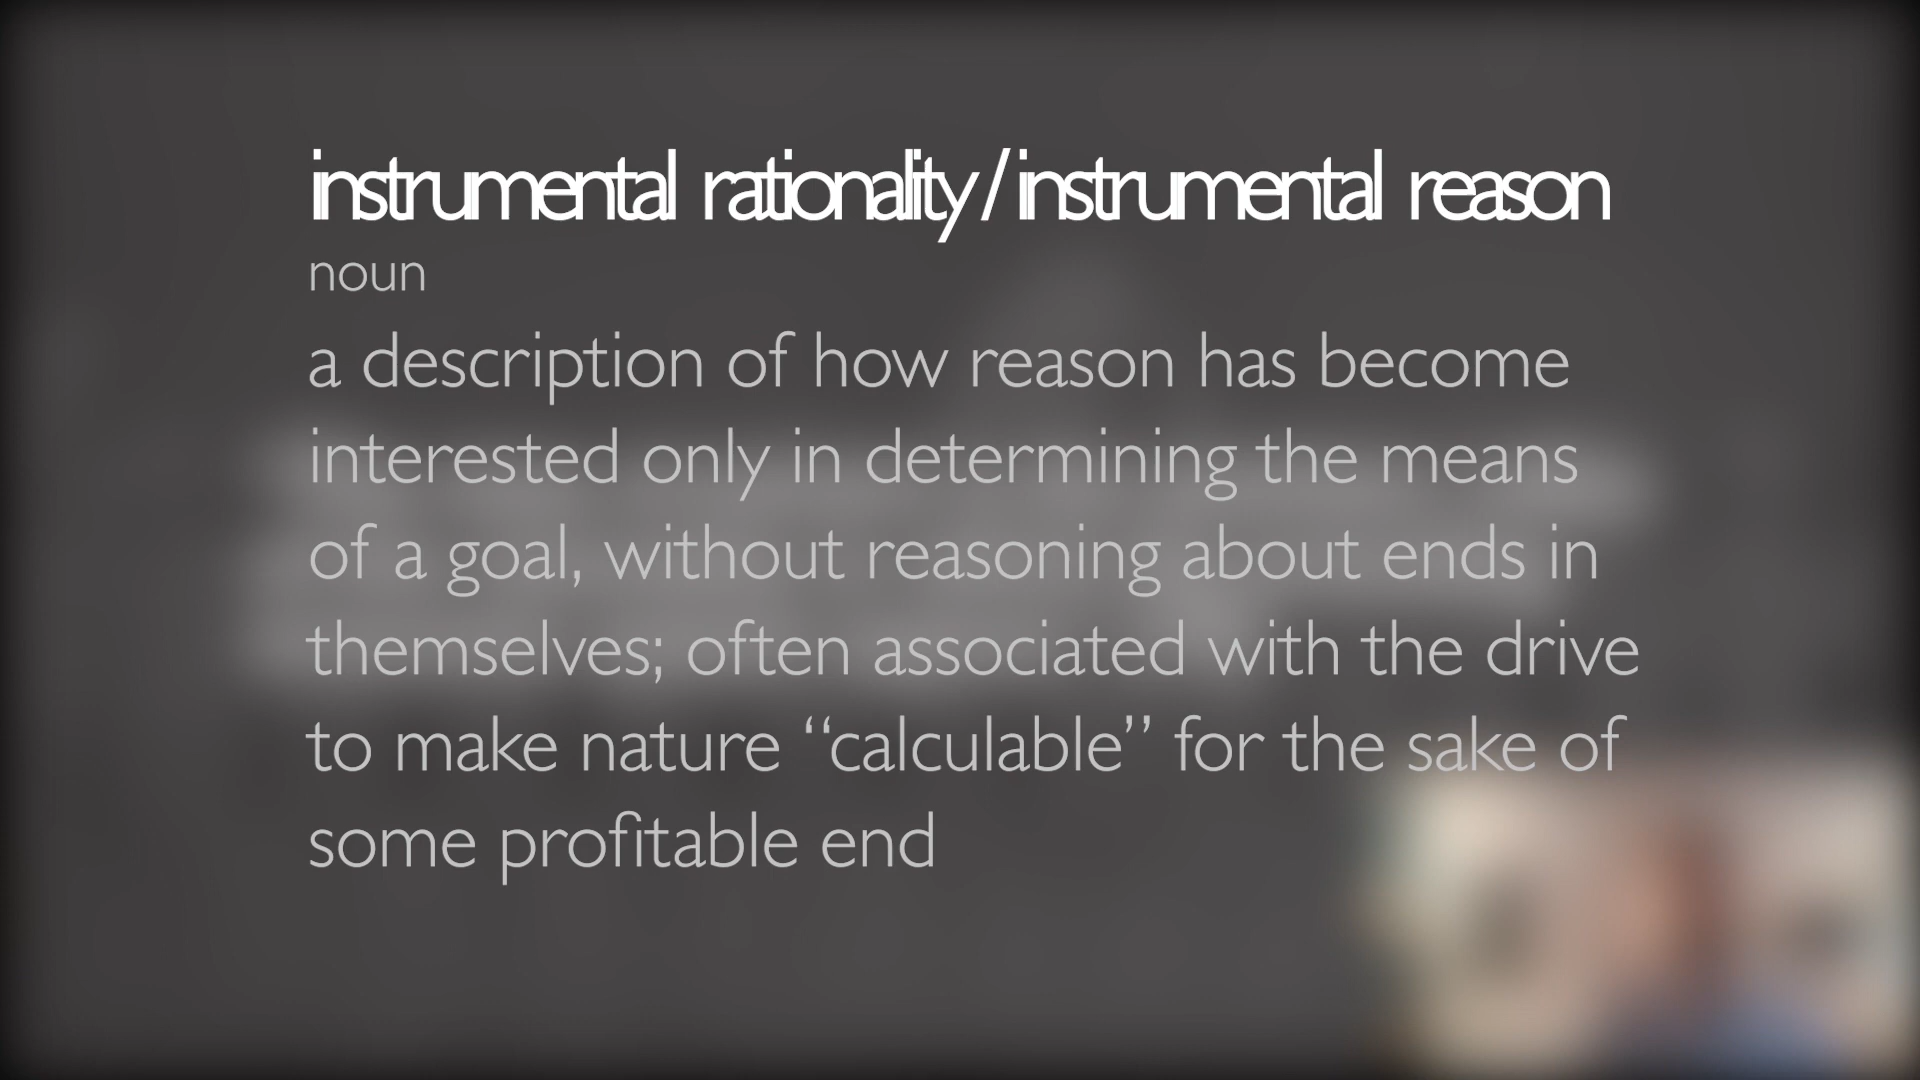 instrumental rationality/instrumental reason
noun
a description of how reason has become
interested only in determining the means
of a goal, without reasoning about ends in
themselves; often associated with the drive
to make nature “calculable” for the sake of
some profitable end